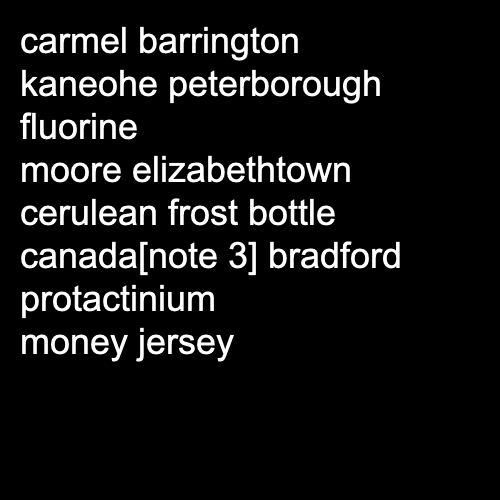 carmel barrington
kaneohe peterborough
fluorine
moore elizabethtown
cerulean frost bottle
canada[note 3] bradford
protactinium
money jersey